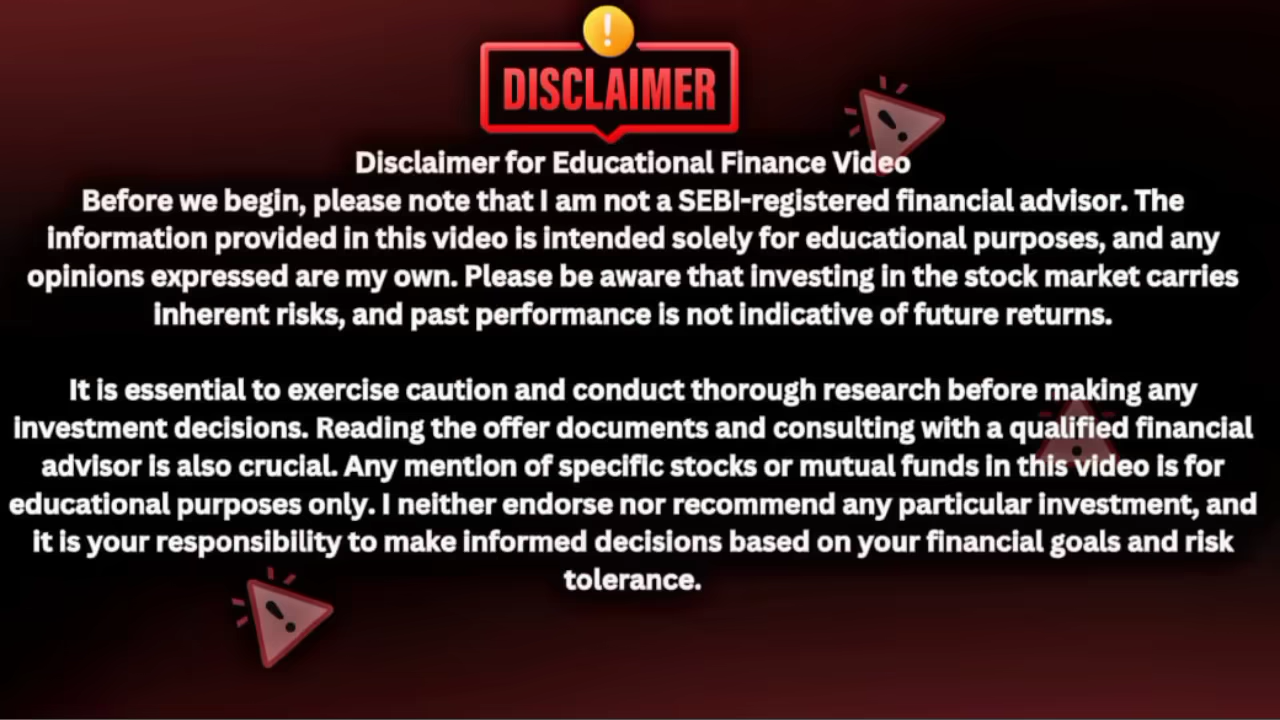 !
DISCLAIMER
Disclaimer for Educational Finance Video
Before we begin, please note that I am not a SEBI-registered financial advisor. The
information provided in this video is intended solely for educational purposes, and any
opinions expressed are my own. Please be aware that investing in the stock market carries
inherent risks, and past performance is not indicative of future returns.
It is essential to exercise caution and conduct thorough research before making any
investment decisions. Reading the offer documents and consulting with a qualified financial
advisor is also crucial. Any mention of specific stocks or mutual funds in this video is for
educational purposes only. I neither endorse nor recommend any particular investment, and
it is your responsibility to make informed decisions based on your financial goals and risk
tolerance.